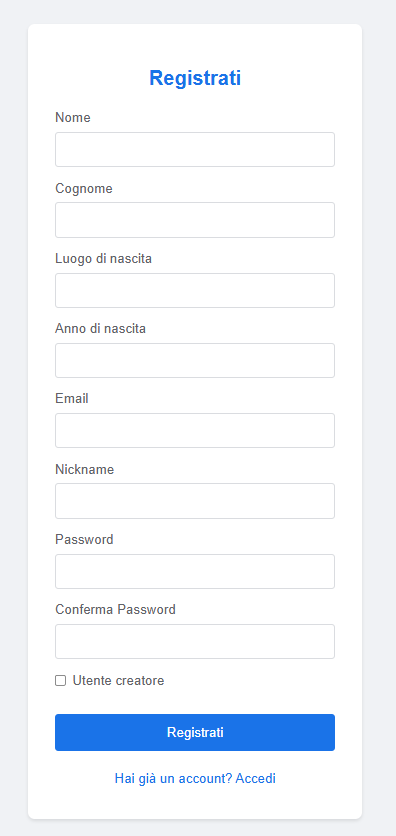 Registrati
Nome
Cognome
Luogo di nascita
Anno di nascita
Email
Nickname
Password
Conferma Password
Utente creatore
Registrati
Hai già un account? Accedi